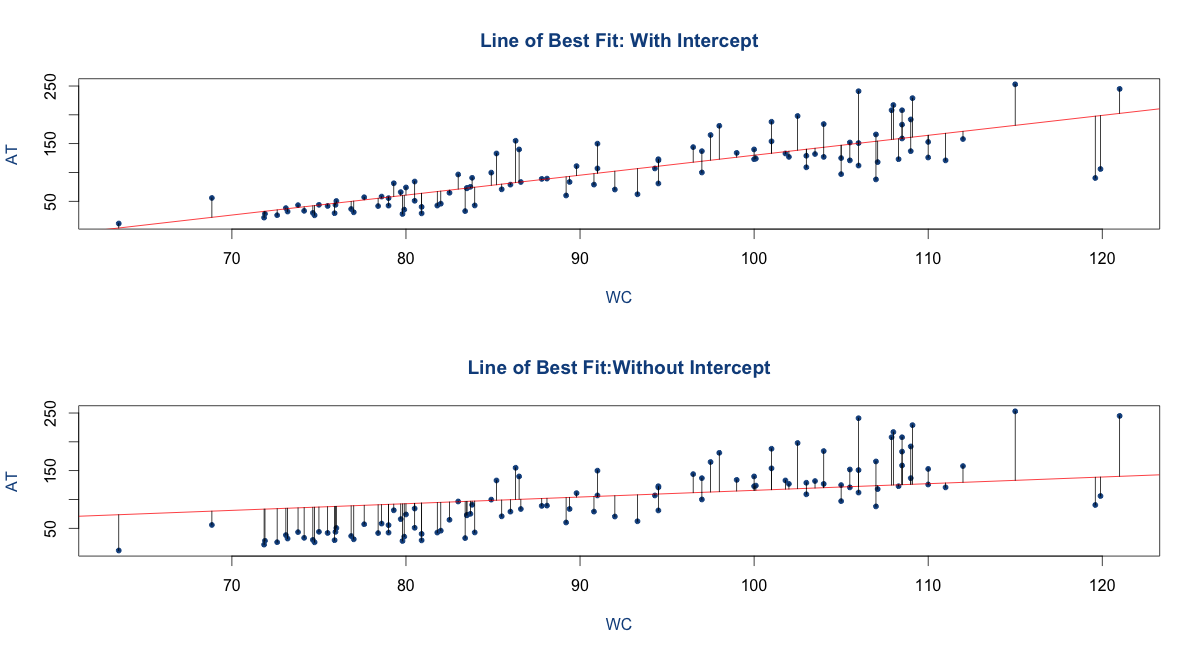 Line of Best Fit: With Intercept
250
150
50
AT
70 80 90 100 110 120
WC
Line of Best Fit:Without Intercept
250
150
50
AT
70 80 90 100 110 120
WC